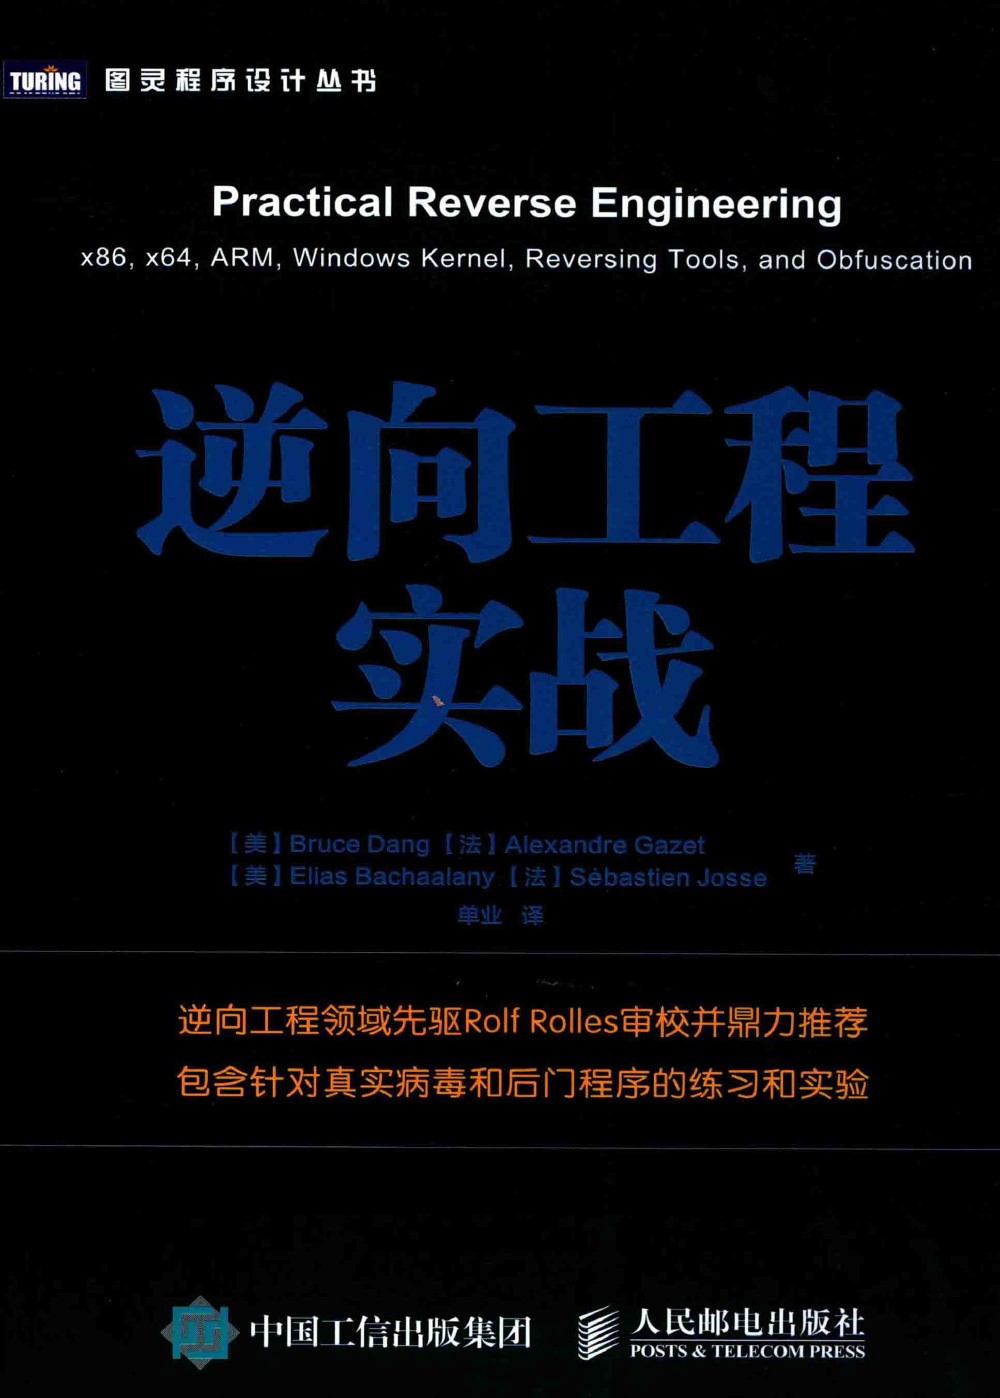 TURING 图灵程序设计丛书
Practical Reverse Engineering
x86, x64, ARM, Windows Kernel, Reversing Tools, and Obfuscation
逆向工程
实战
【美】Bruce Dang 【法】Alexandre Gazet
【美】Elias Bachaalany 【法】Sébastien Josse 著
单业 译
逆向工程领域先驱Rolf Rolles审校并鼎力推荐
包含针对真实病毒和后门程序的练习和实验
中国工信出版集团
人民邮电出版社
POSTS & TELECOM PRESS